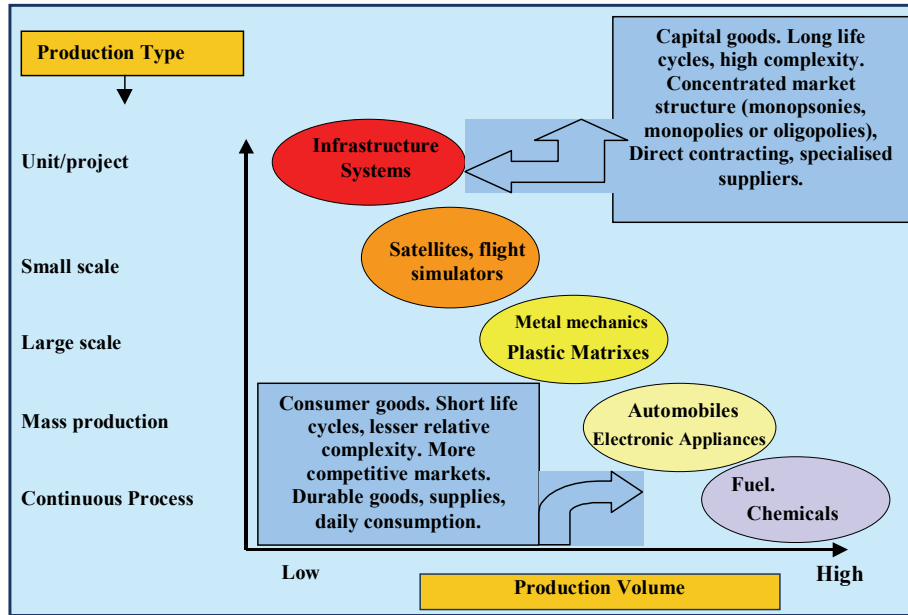 Production Type
Capital goods. Long life
cycles, high complexity.
Concentrated market
structure (monopsonies,
monopolies or oligopolies),
Direct contracting, specialised
suppliers.
Unit/project
Infrastructure
Systems
Small scale
Satellites, flight
simulators
Large scale
Metal mechanics
Plastic Matrixes
Mass production
Consumer goods. Short life
cycles, lesser relative
complexity. More
competitive markets.
Durable goods, supplies,
daily consumption.
Automobiles
Electronic Appliances
Continuous Process
Fuel.
Chemicals
Low
High
Production Volume